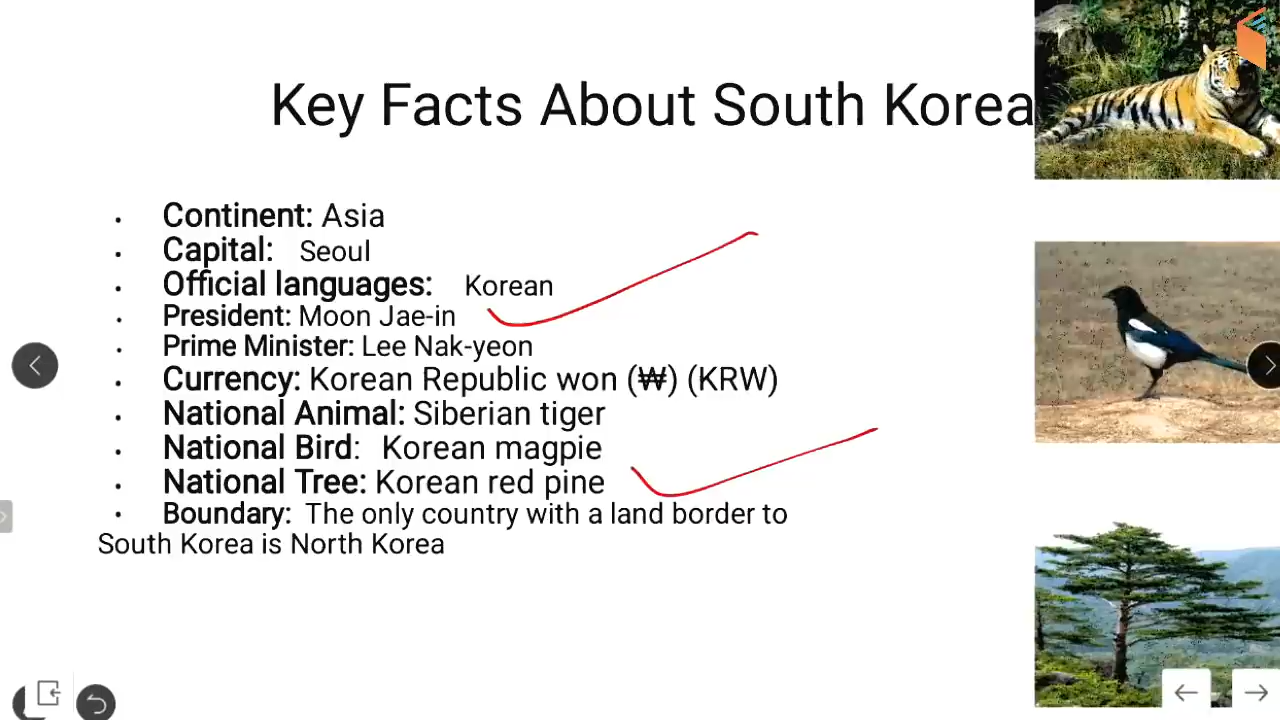 Key Facts About South Korea
• Continent: Asia
• Capital: Seoul
• Official languages: Korean
• President: Moon Jae-in
• Prime Minister: Lee Nak-yeon
• Currency: Korean Republic won (₩) (KRW)
• National Animal: Siberian tiger
• National Bird: Korean magpie
• National Tree: Korean red pine
• Boundary: The only country with a land border to
South Korea is North Korea